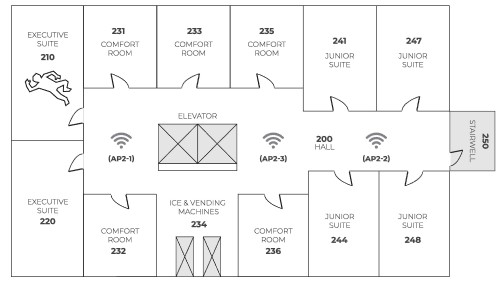 EXECUTIVE
SUITE
210
231
COMFORT
ROOM
233
COMFORT
ROOM
235
COMFORT
ROOM
241
JUNIOR
SUITE
247
JUNIOR
SUITE
ELEVATOR
(AP2-1)
(AP2-3)
200
HALL
(AP2-2)
STAIRWELL
250
EXECUTIVE
SUITE
220
COMFORT
ROOM
232
ICE & VENDING
MACHINES
234
COMFORT
ROOM
236
JUNIOR
SUITE
244
JUNIOR
SUITE
248